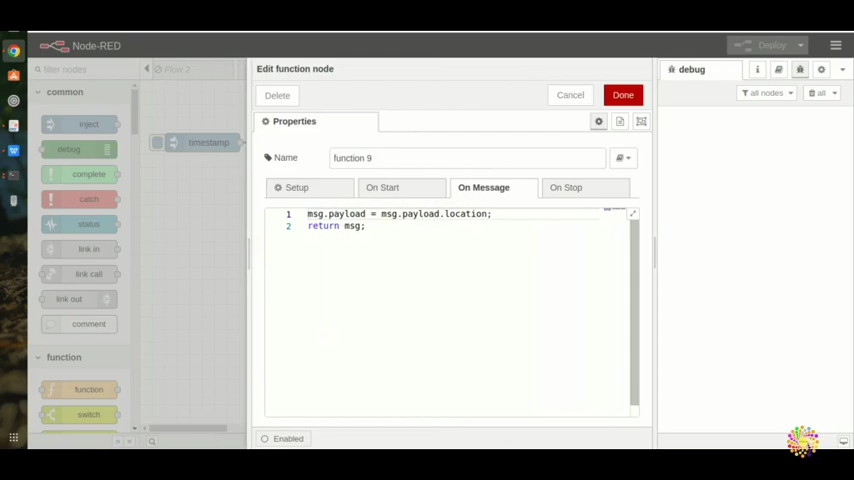 Node-RED
Deploy
filter nodes
Flow 2
Edit function node
debug
common
Delete
Cancel
Done
all nodes
all
inject
Properties
debug
timestamp
Name
function 9
complete
Setup
On Start
On Message
On Stop
catch
1 msg.payload = msg.payload.location;
status
2 return msg;
link in
link call
link out
comment
function
function
switch
Enabled